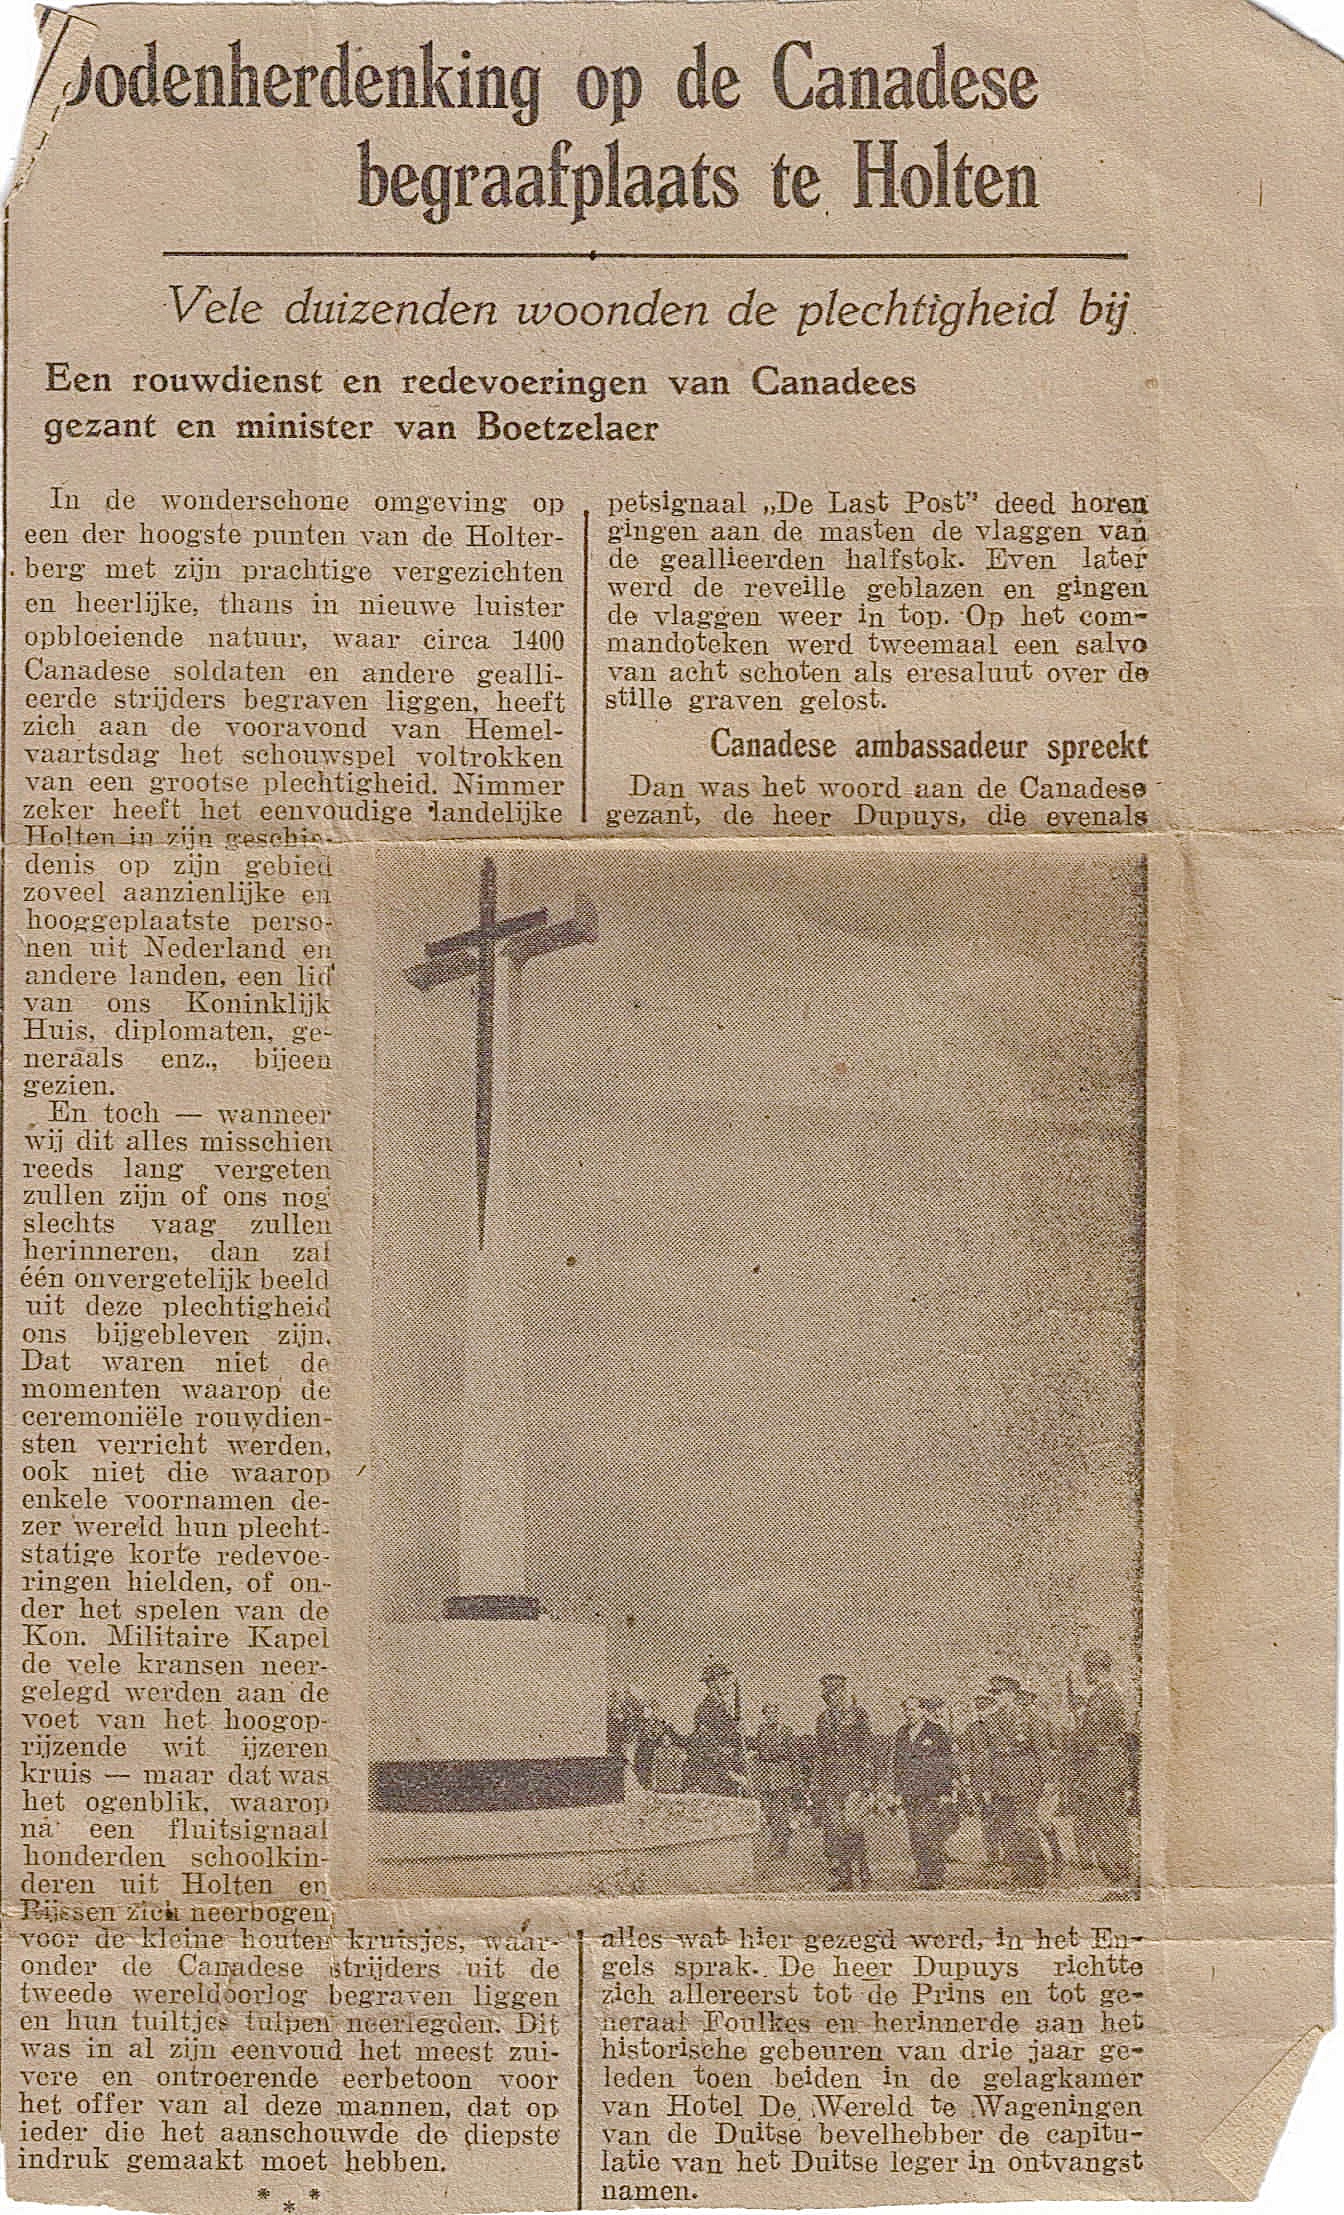 Dodenherdenking op de Canadese
begraafplaats te Holten
Vele duizenden woonden de plechtigheid bij
Een rouwdienst en redevoeringen van Canadees
gezant en minister van Boetzelaer
In de wonderschone omgeving op
een der hoogste punten van de Holter-
berg met zijn prachtige vergezichten
en heerlijke, thans in nieuwe luister
opbloeiende natuur, waar circa 1400
Canadese soldaten en andere gealli-
eerde strijders begraven liggen, heeft
zich aan de vooravond van Hemel-
vaartsdag het schouwspel voltrokken
van een grootse plechtigheid. Nimmer
zeker heeft het eenvoudige landelijke
Holten in zijn geschie-
denis op zijn gebied
zoveel aanzienlijke en
hooggeplaatste perso-
nen uit Nederland en
andere landen, een lid
van ons Koninklijk
Huis, diplomaten, ge-
neraals enz., bijeen
gezien.
En toch — wanneer
wij dit alles misschien
reeds lang vergeten
zullen zijn of ons nog
slechts vaag zullen
herinneren, dan zal
één onvergetelijk beeld
uit deze plechtigheid
ons bijgebleven zijn.
Dat waren niet de
momenten waarop de
ceremoniële rouwdien-
sten verricht werden,
ook niet die waarop
enkele voornamen de-
zer wereld hun plecht-
statige korte redevoe-
ringen hielden, of on-
der het spelen van de
Kon. Militaire Kapel
de vele kransen neer-
gelegd werden aan de
voet van het hoogop-
rijzende wit ijzeren
kruis — maar dat was
het ogenblik, waarop
ná een fluitsignaal
honderden schoolkin-
deren uit Holten en
Rijssen zich neerbogen
voor de kleine houten kruisjes, waar-
onder de Canadese strijders uit de
tweede wereldoorlog begraven liggen
en hun tuiltjes tulpen neerlegden. Dit
was in al zijn eenvoud het meest zui-
vere en ontroerende eerbetoon voor
het offer van al deze mannen, dat op
ieder die het aanschouwde de diepste
indruk gemaakt moet hebben.
* * *
petsignaal „De Last Post” deed horen
gingen aan de masten de vlaggen van
de geallieerden halfstok. Even later
werd de reveille geblazen en gingen
de vlaggen weer in top. Op het com-
mandoteken werd tweemaal een salvo
van acht schoten als eresaluut over de
stille graven gelost.
Canadese ambassadeur spreekt
Dan was het woord aan de Canadese
gezant, de heer Dupuys, die evenals
alles wat hier gezegd werd, in het En-
gels sprak. De heer Dupuys richtte
zich allereerst tot de Prins en tot ge-
neraal Foulkes en herinnerde aan het
historische gebeuren van drie jaar ge-
leden toen beiden in de gelagkamer
van Hotel De Wereld te Wageningen
van de Duitse bevelhebber de capitu-
latie van het Duitse leger in ontvangst
namen.